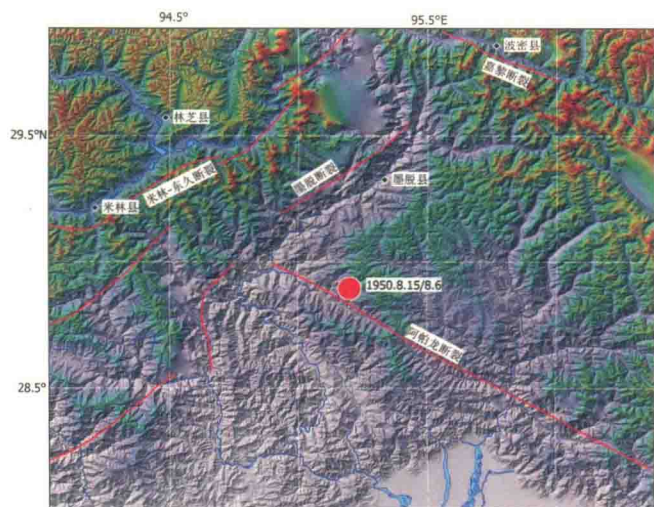 94.5°
95.5°E
波密县
嘉黎断裂
林芝县
29.5°N
米林-东久断裂
墨脱断裂
墨脱县
米林县
1950.8.15/8.6
阿帕龙断裂
28.5°